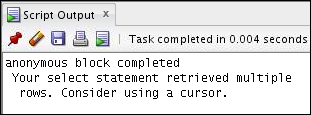 Script Output x
Task completed in 0.004 seconds
anonymous block completed
Your select statement retrieved multiple
rows. Consider using a cursor.